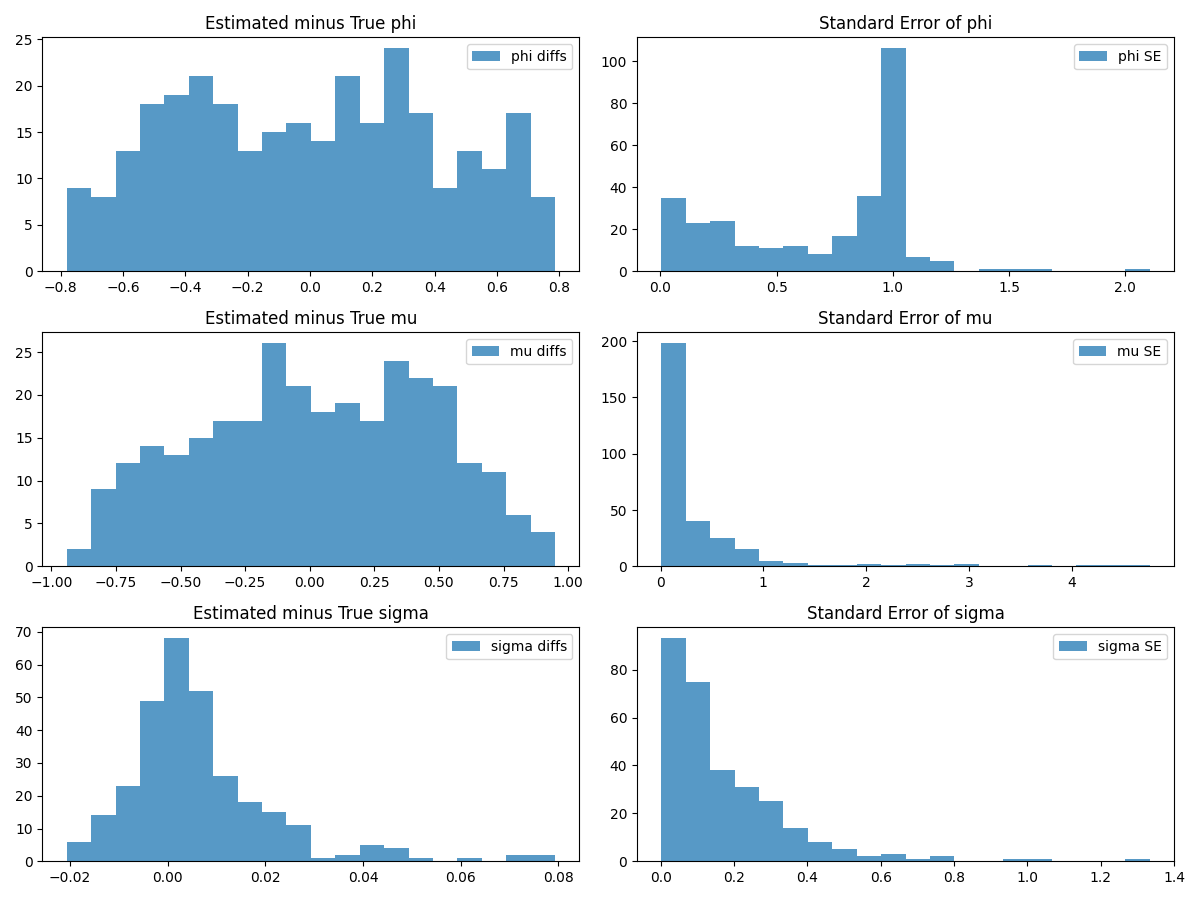 Estimated minus True phi
phi diffs
25
20
15
10
5
0
−0.8 −0.6 −0.4 −0.2 0.0 0.2 0.4 0.6 0.8
Standard Error of phi
phi SE
100
80
60
40
20
0
0.0 0.5 1.0 1.5 2.0
Estimated minus True mu
mu diffs
25
20
15
10
5
0
−1.00 −0.75 −0.50 −0.25 0.00 0.25 0.50 0.75 1.00
Standard Error of mu
mu SE
200
150
100
50
0
0 1 2 3 4
Estimated minus True sigma
sigma diffs
70
60
50
40
30
20
10
0
−0.02 0.00 0.02 0.04 0.06 0.08
Standard Error of sigma
sigma SE
80
60
40
20
0
0.0 0.2 0.4 0.6 0.8 1.0 1.2 1.4